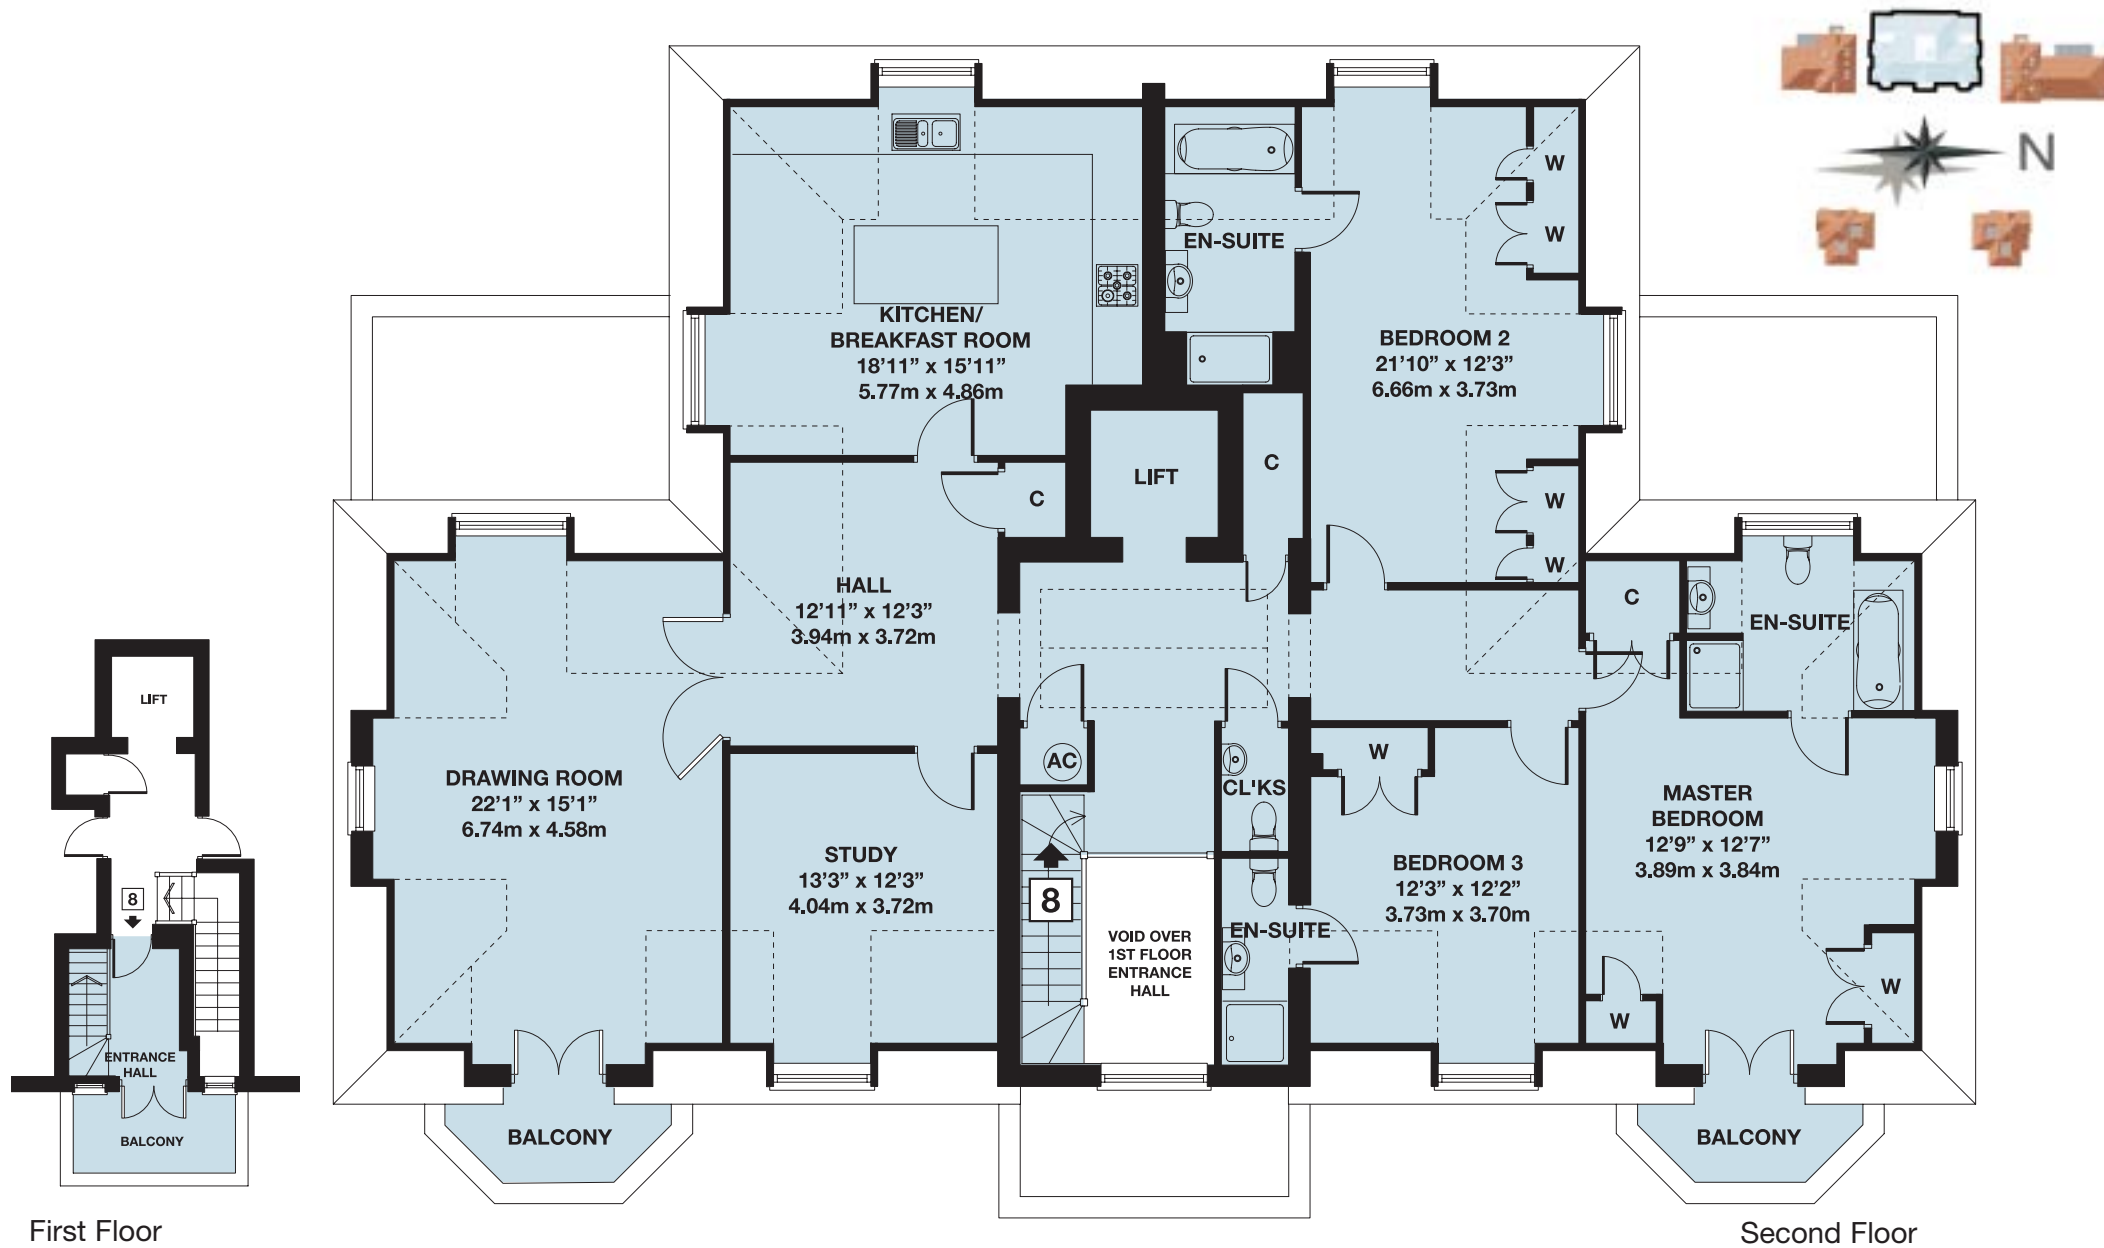 N
KITCHEN/
BREAKFAST ROOM
18’11” x 15’11”
5.77m x 4.86m
EN-SUITE
BEDROOM 2
21’10” x 12’3”
6.66m x 3.73m
W
W
W
W
LIFT
C
C
HALL
12’11” x 12’3”
3.94m x 3.72m
C
EN-SUITE
DRAWING ROOM
22’1” x 15’1”
6.74m x 4.58m
STUDY
13’3” x 12’3”
4.04m x 3.72m
AC
CL'KS
8
VOID OVER
1ST FLOOR
ENTRANCE
HALL
EN-SUITE
W
BEDROOM 3
12’3” x 12’2”
3.73m x 3.70m
MASTER
BEDROOM
12’9” x 12’7”
3.89m x 3.84m
W
W
BALCONY
BALCONY
LIFT
8
ENTRANCE
HALL
BALCONY
First Floor
Second Floor